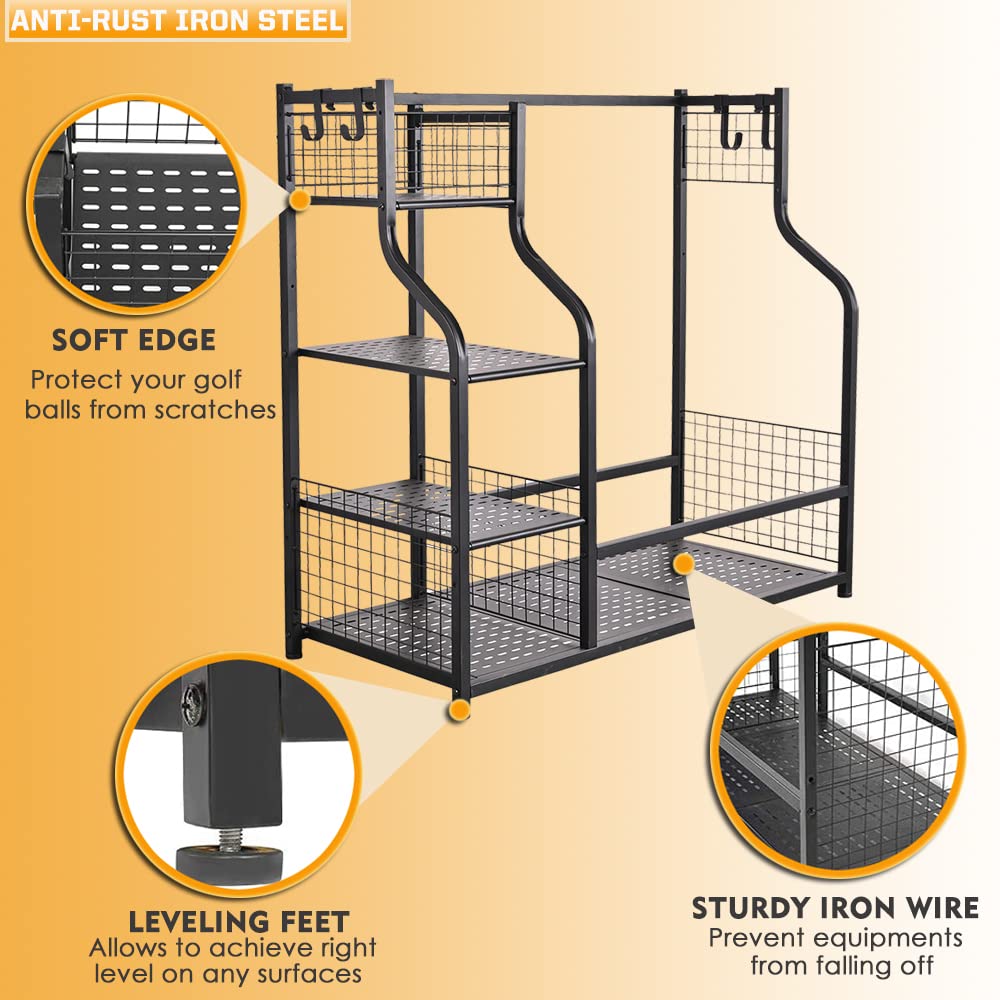 ANTI-RUST IRON STEEL
SOFT EDGE
Protect your golf
balls from scratches
LEVELING FEET
Allows to achieve right
level on any surfaces
STURDY IRON WIRE
Prevent equipments
from falling off